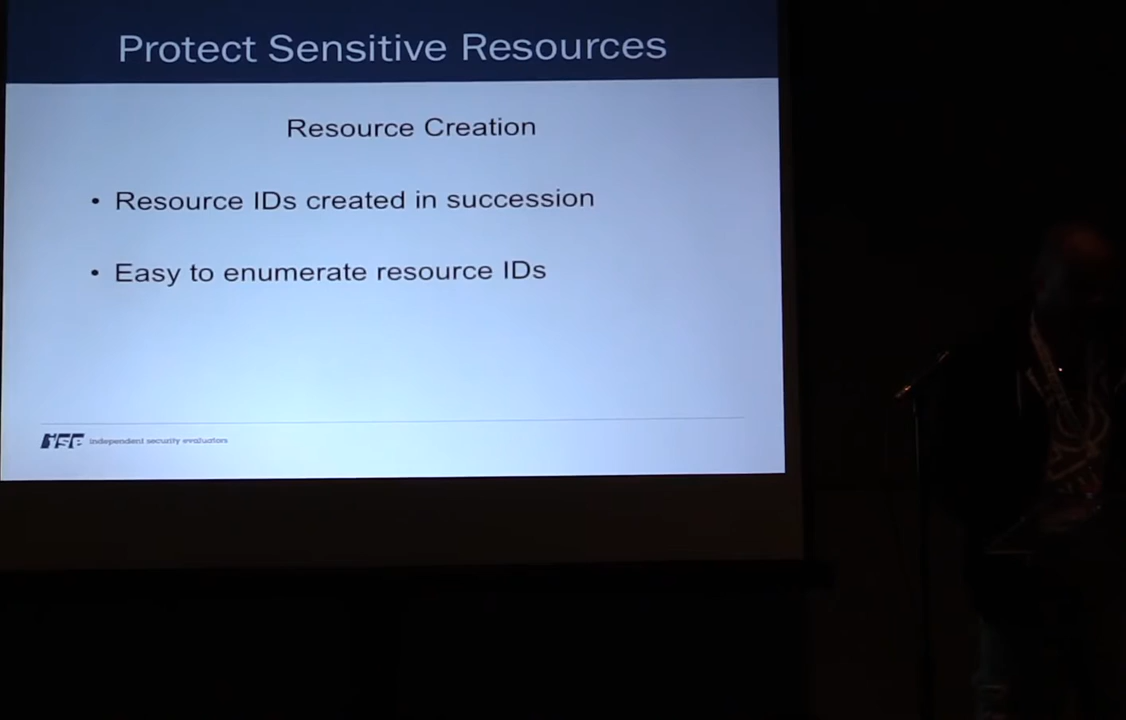 Protect Sensitive Resources
Resource Creation
• Resource IDs created in succession
• Easy to enumerate resource IDs
ise independent security evaluators